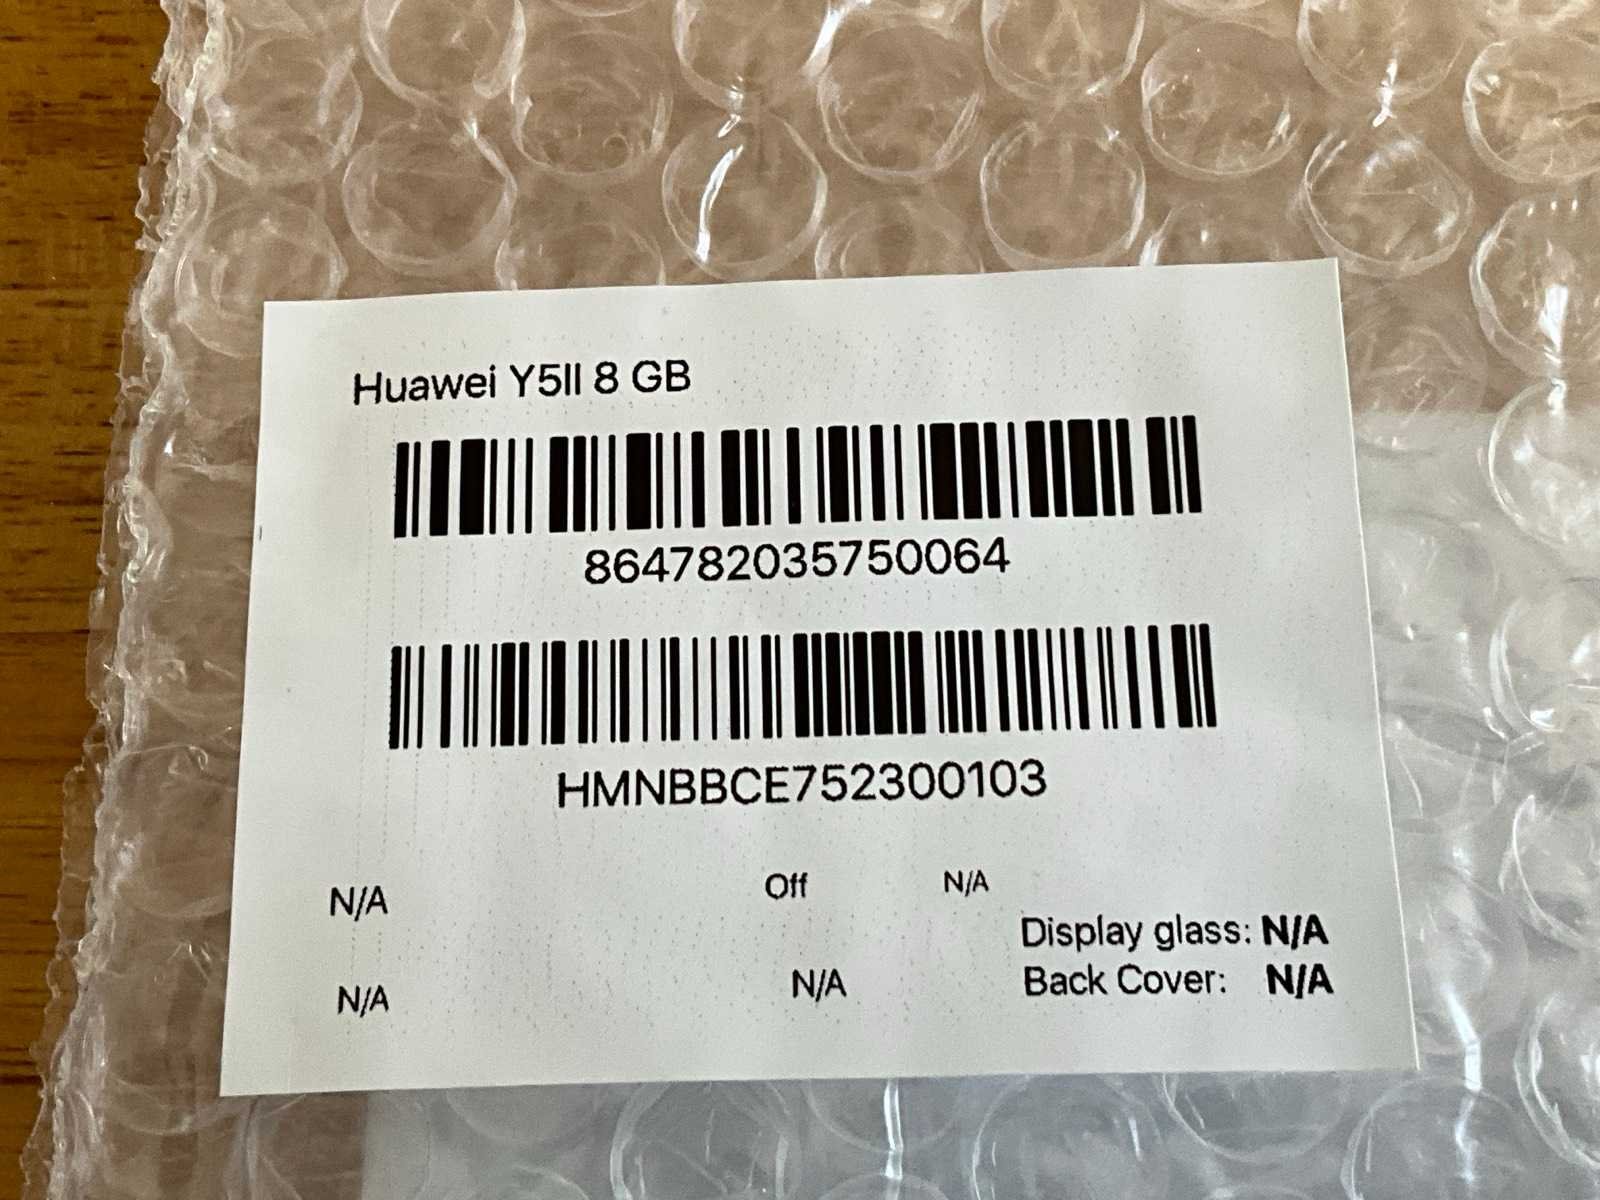 Huawei Y5II 8 GB
864782035750064
HMNBBCE752300103
N/A Off N/A
Display glass: N/A
N/A N/A Back Cover: N/A